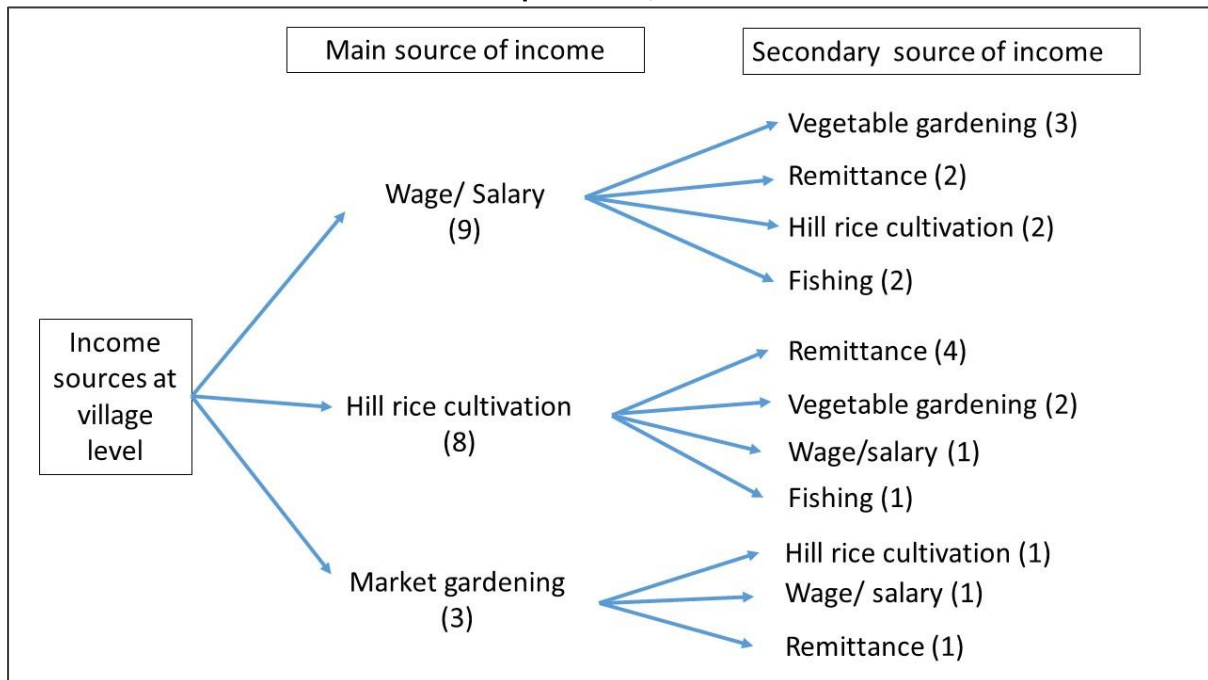 Main source of income
Secondary source of income
Vegetable gardening (3)
Remittance (2)
Wage/ Salary
(9)
Hill rice cultivation (2)
Fishing (2)
Income
sources at
village
level
Remittance (4)
Hill rice cultivation
(8)
Vegetable gardening (2)
Wage/salary (1)
Fishing (1)
Market gardening
(3)
Hill rice cultivation (1)
Wage/ salary (1)
Remittance (1)